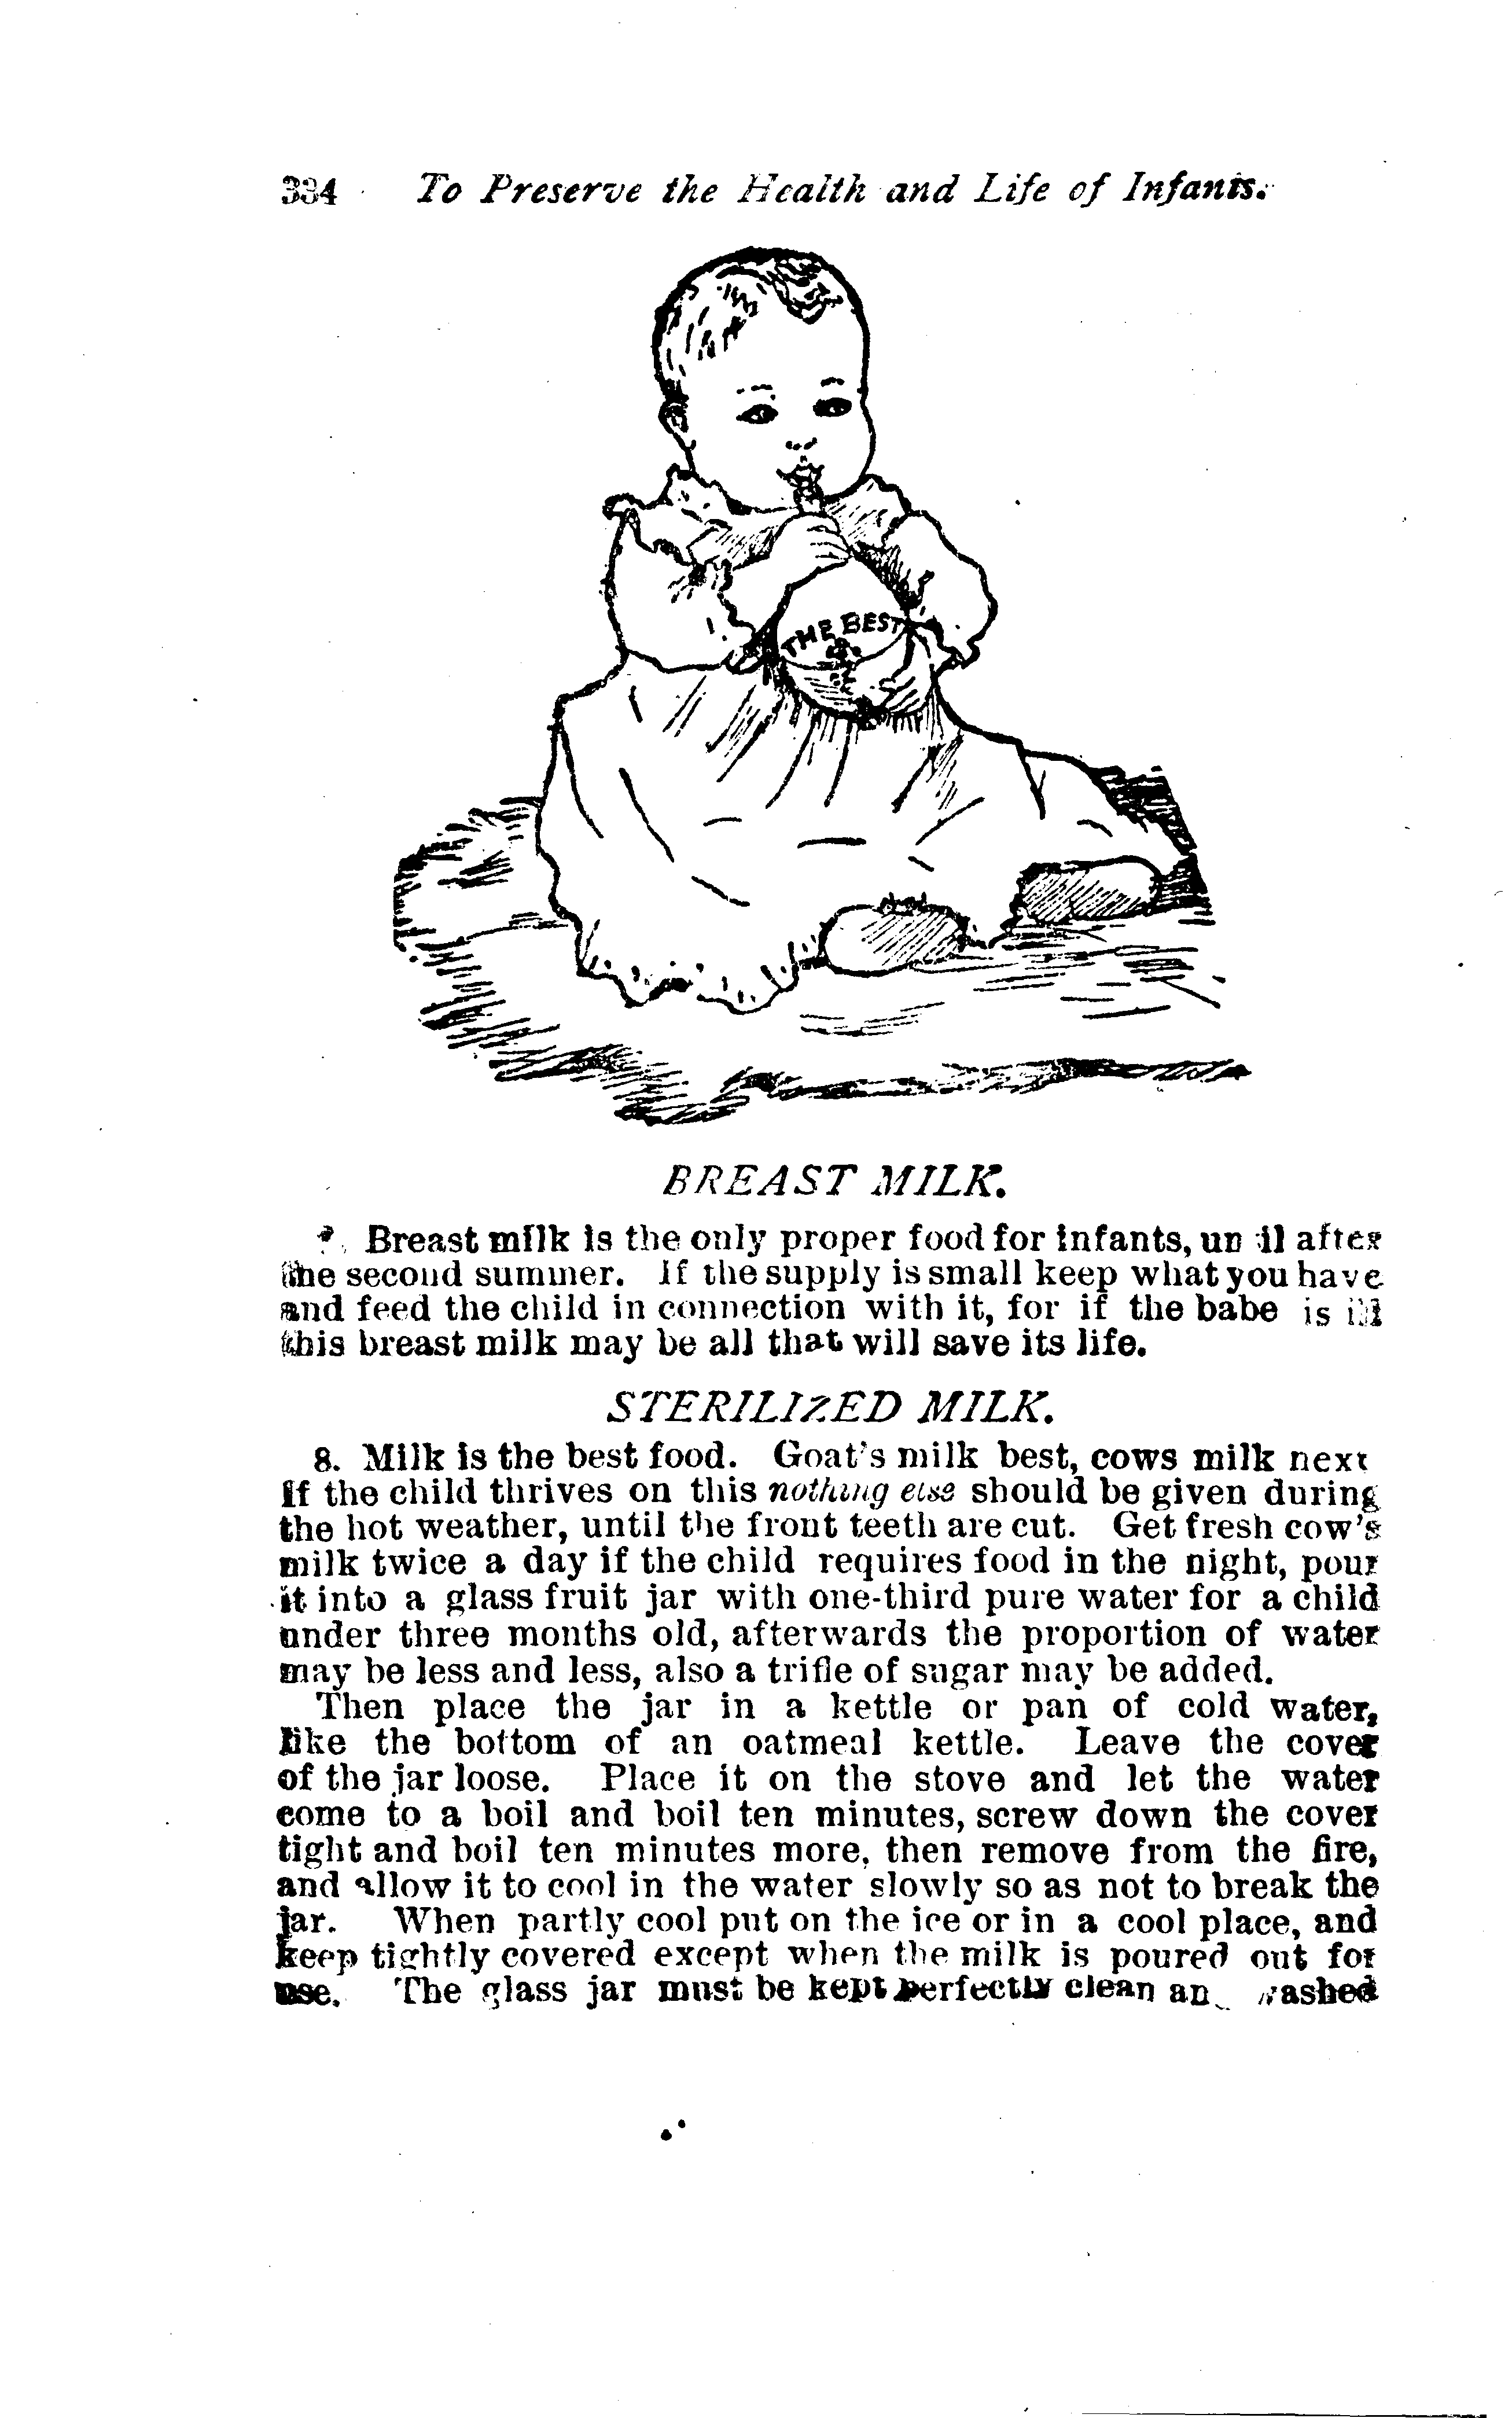 334 To Preserve the Health and Life of Infants.
THE BEST
BREAST MILK.
Breast milk is the only proper food for infants, un il after
the second summer. If the supply is small keep what you have
and feed the child in connection with it, for if the babe is ill
this breast milk may be all that will save its life.
STERILIZED MILK.
8. Milk is the best food. Goat's milk best, cows milk next
If the child thrives on this nothing else should be given during
the hot weather, until the front teeth are cut. Get fresh cow's
milk twice a day if the child requires food in the night, pour
it into a glass fruit jar with one-third pure water for a child
under three months old, afterwards the proportion of water
may be less and less, also a trifle of sugar may be added.
Then place the jar in a kettle or pan of cold water,
like the bottom of an oatmeal kettle. Leave the cover
of the jar loose. Place it on the stove and let the water
come to a boil and boil ten minutes, screw down the cover
tight and boil ten minutes more, then remove from the fire,
and allow it to cool in the water slowly so as not to break the
jar. When partly cool put on the ice or in a cool place, and
keep tightly covered except when the milk is poured out for
use. The glass jar must be kept perfectly clean an washed